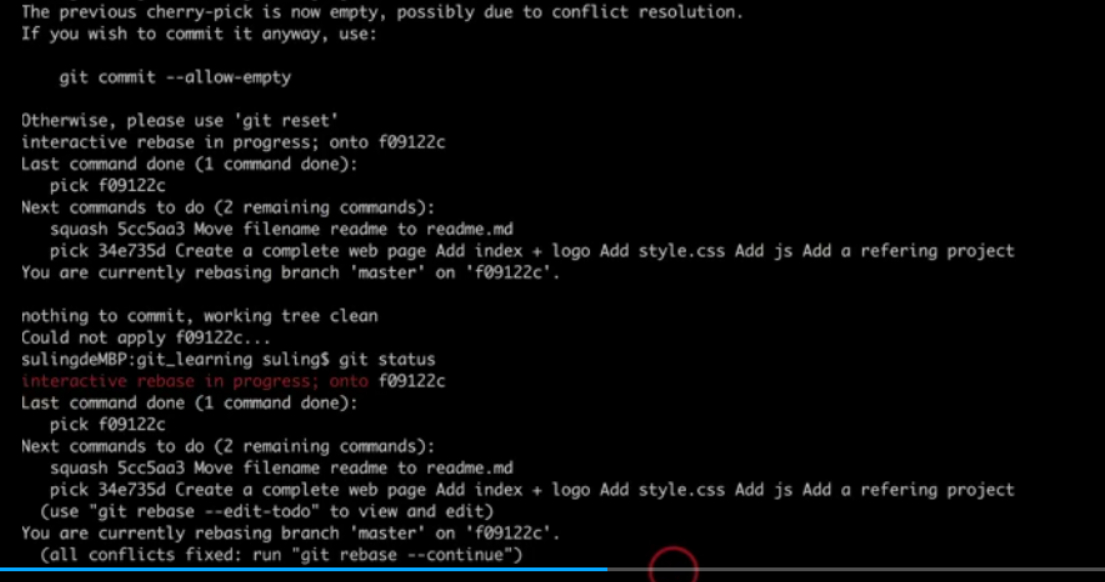 The previous cherry-pick is now empty, possibly due to conflict resolution.
If you wish to commit it anyway, use:
git commit --allow-empty
Otherwise, please use 'git reset'
interactive rebase in progress; onto f09122c
Last command done (1 command done):
pick f09122c
Next commands to do (2 remaining commands):
squash 5cc5aa3 Move filename readme to readme.md
pick 34e735d Create a complete web page Add index + logo Add style.css Add js Add a refering project
You are currently rebasing branch 'master' on 'f09122c'.
nothing to commit, working tree clean
Could not apply f09122c...
sulingdeMBP:git_learning suling$ git status
interactive rebase in progress; onto f09122c
Last command done (1 command done):
pick f09122c
Next commands to do (2 remaining commands):
squash 5cc5aa3 Move filename readme to readme.md
pick 34e735d Create a complete web page Add index + logo Add style.css Add js Add a refering project
(use "git rebase --edit-todo" to view and edit)
You are currently rebasing branch 'master' on 'f09122c'.
(all conflicts fixed: run "git rebase --continue")